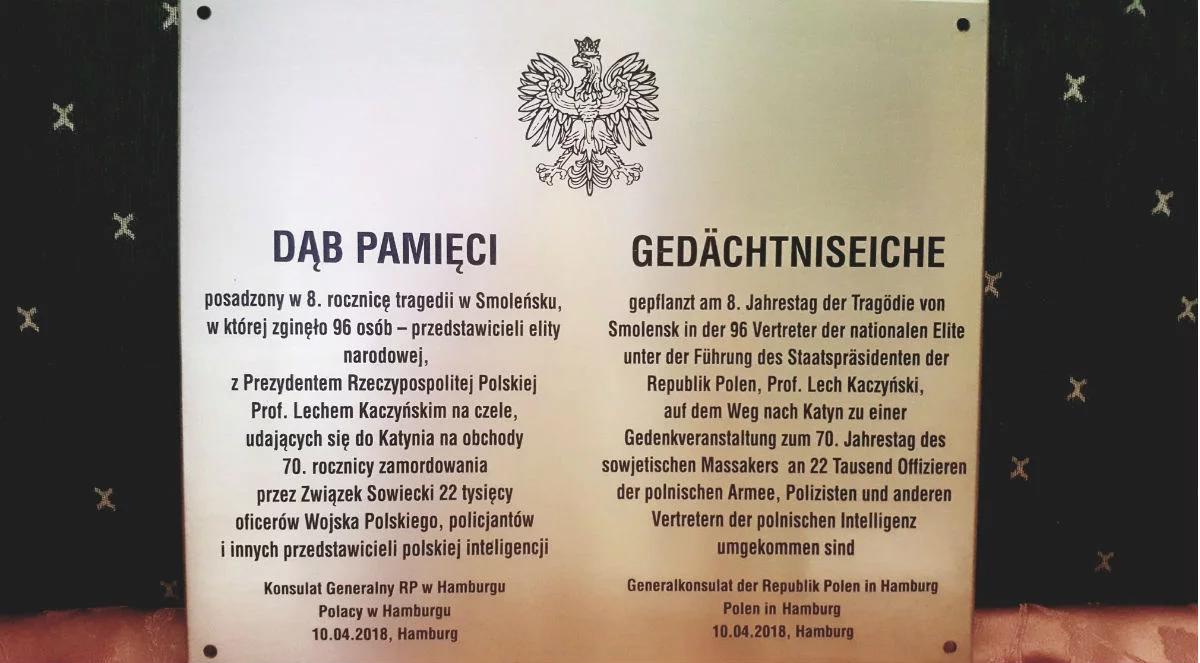 DĄB PAMIĘCI
posadzony w 8. rocznicę tragedii w Smoleńsku,
w której zginęło 96 osób – przedstawicieli elity
narodowej,
z Prezydentem Rzeczypospolitej Polskiej
Prof. Lechem Kaczyńskim na czele,
udających się do Katynia na obchody
70. rocznicy zamordowania
przez Związek Sowiecki 22 tysięcy
oficerów Wojska Polskiego, policjantów
i innych przedstawicieli polskiej inteligencji
Konsulat Generalny RP w Hamburgu
Polacy w Hamburgu
10.04.2018, Hamburg
GEDÄCHTNISEICHE
gepflanzt am 8. Jahrestag der Tragödie von
Smolensk in der 96 Vertreter der nationalen Elite
unter der Führung des Staatspräsidenten der
Republik Polen, Prof. Lech Kaczyński,
auf dem Weg nach Katyn zu einer
Gedenkveranstaltung zum 70. Jahrestag des
sowjetischen Massakers an 22 Tausend Offizieren
der polnischen Armee, Polizisten und anderen
Vertretern der polnischen Intelligenz
umgekommen sind
Generalkonsulat der Republik Polen in Hamburg
Polen in Hamburg
10.04.2018, Hamburg